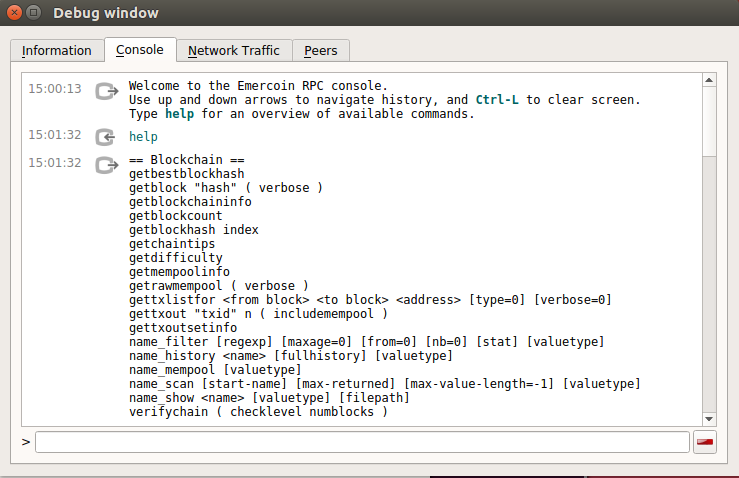 Debug window
Information Console Network Traffic Peers
15:00:13 Welcome to the Emercoin RPC console.
Use up and down arrows to navigate history, and Ctrl-L to clear screen.
Type help for an overview of available commands.
15:01:32 help
15:01:32 == Blockchain ==
getbestblockhash
getblock "hash" ( verbose )
getblockchaininfo
getblockcount
getblockhash index
getchaintips
getdifficulty
getmempoolinfo
getrawmempool ( verbose )
gettxlistfor <from block> <to block> <address> [type=0] [verbose=0]
gettxout "txid" n ( includemempool )
gettxoutsetinfo
name_filter [regexp] [maxage=0] [from=0] [nb=0] [stat] [valuetype]
name_history <name> [fullhistory] [valuetype]
name_mempool [valuetype]
name_scan [start-name] [max-returned] [max-value-length=-1] [valuetype]
name_show <name> [valuetype] [filepath]
verifychain ( checklevel numblocks )
>